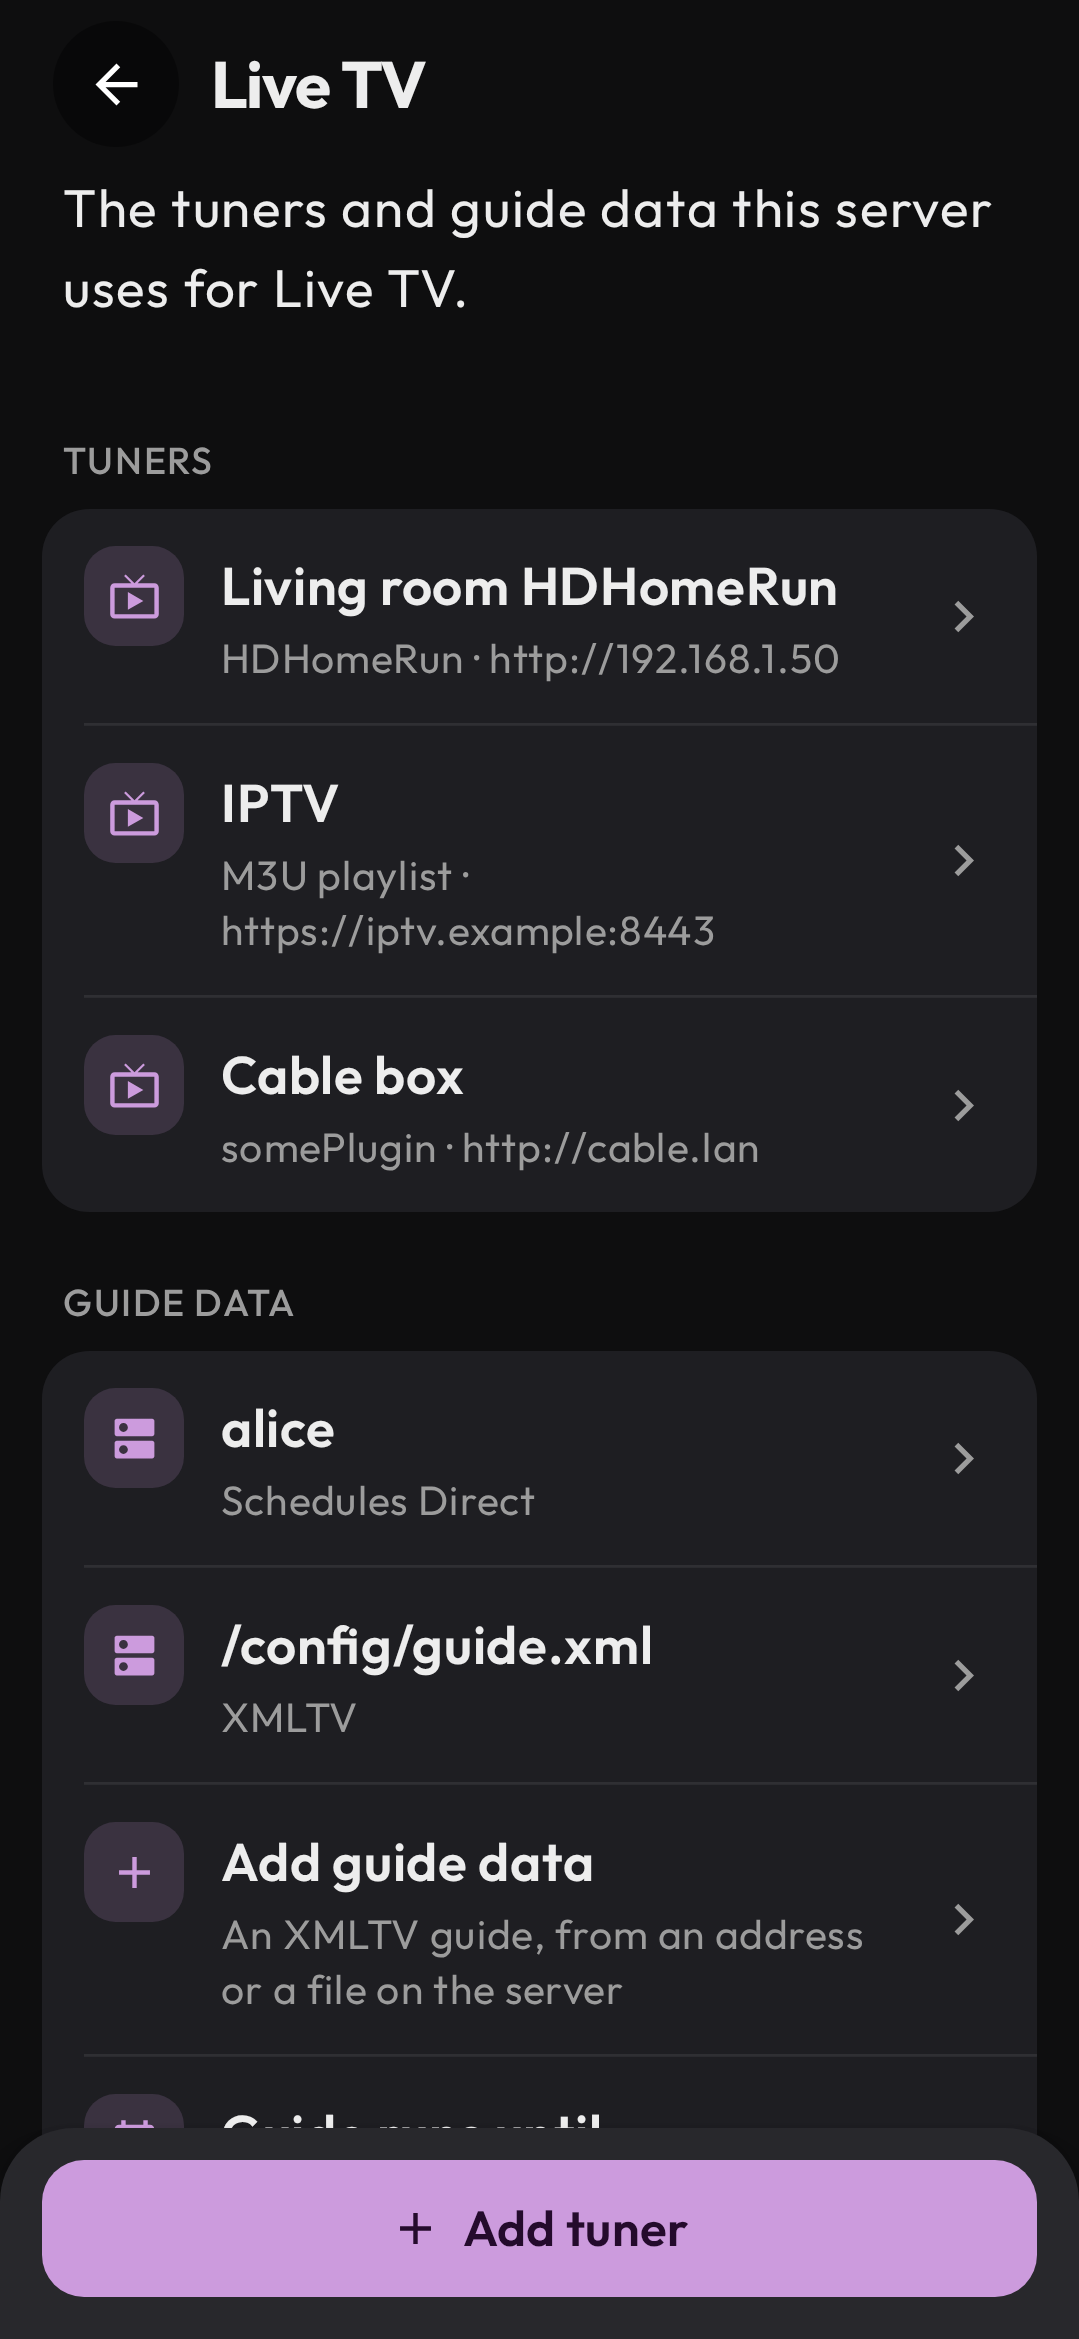 Live TV
The tuners and guide data this server
uses for Live TV.
TUNERS
Living room HDHomeRun
HDHomeRun · http://192.168.1.50
IPTV
M3U playlist ·
https://iptv.example:8443
Cable box
somePlugin · http://cable.lan
GUIDE DATA
alice
Schedules Direct
/config/guide.xml
XMLTV
Add guide data
An XMLTV guide, from an address
or a file on the server
Guide runs until
Add tuner